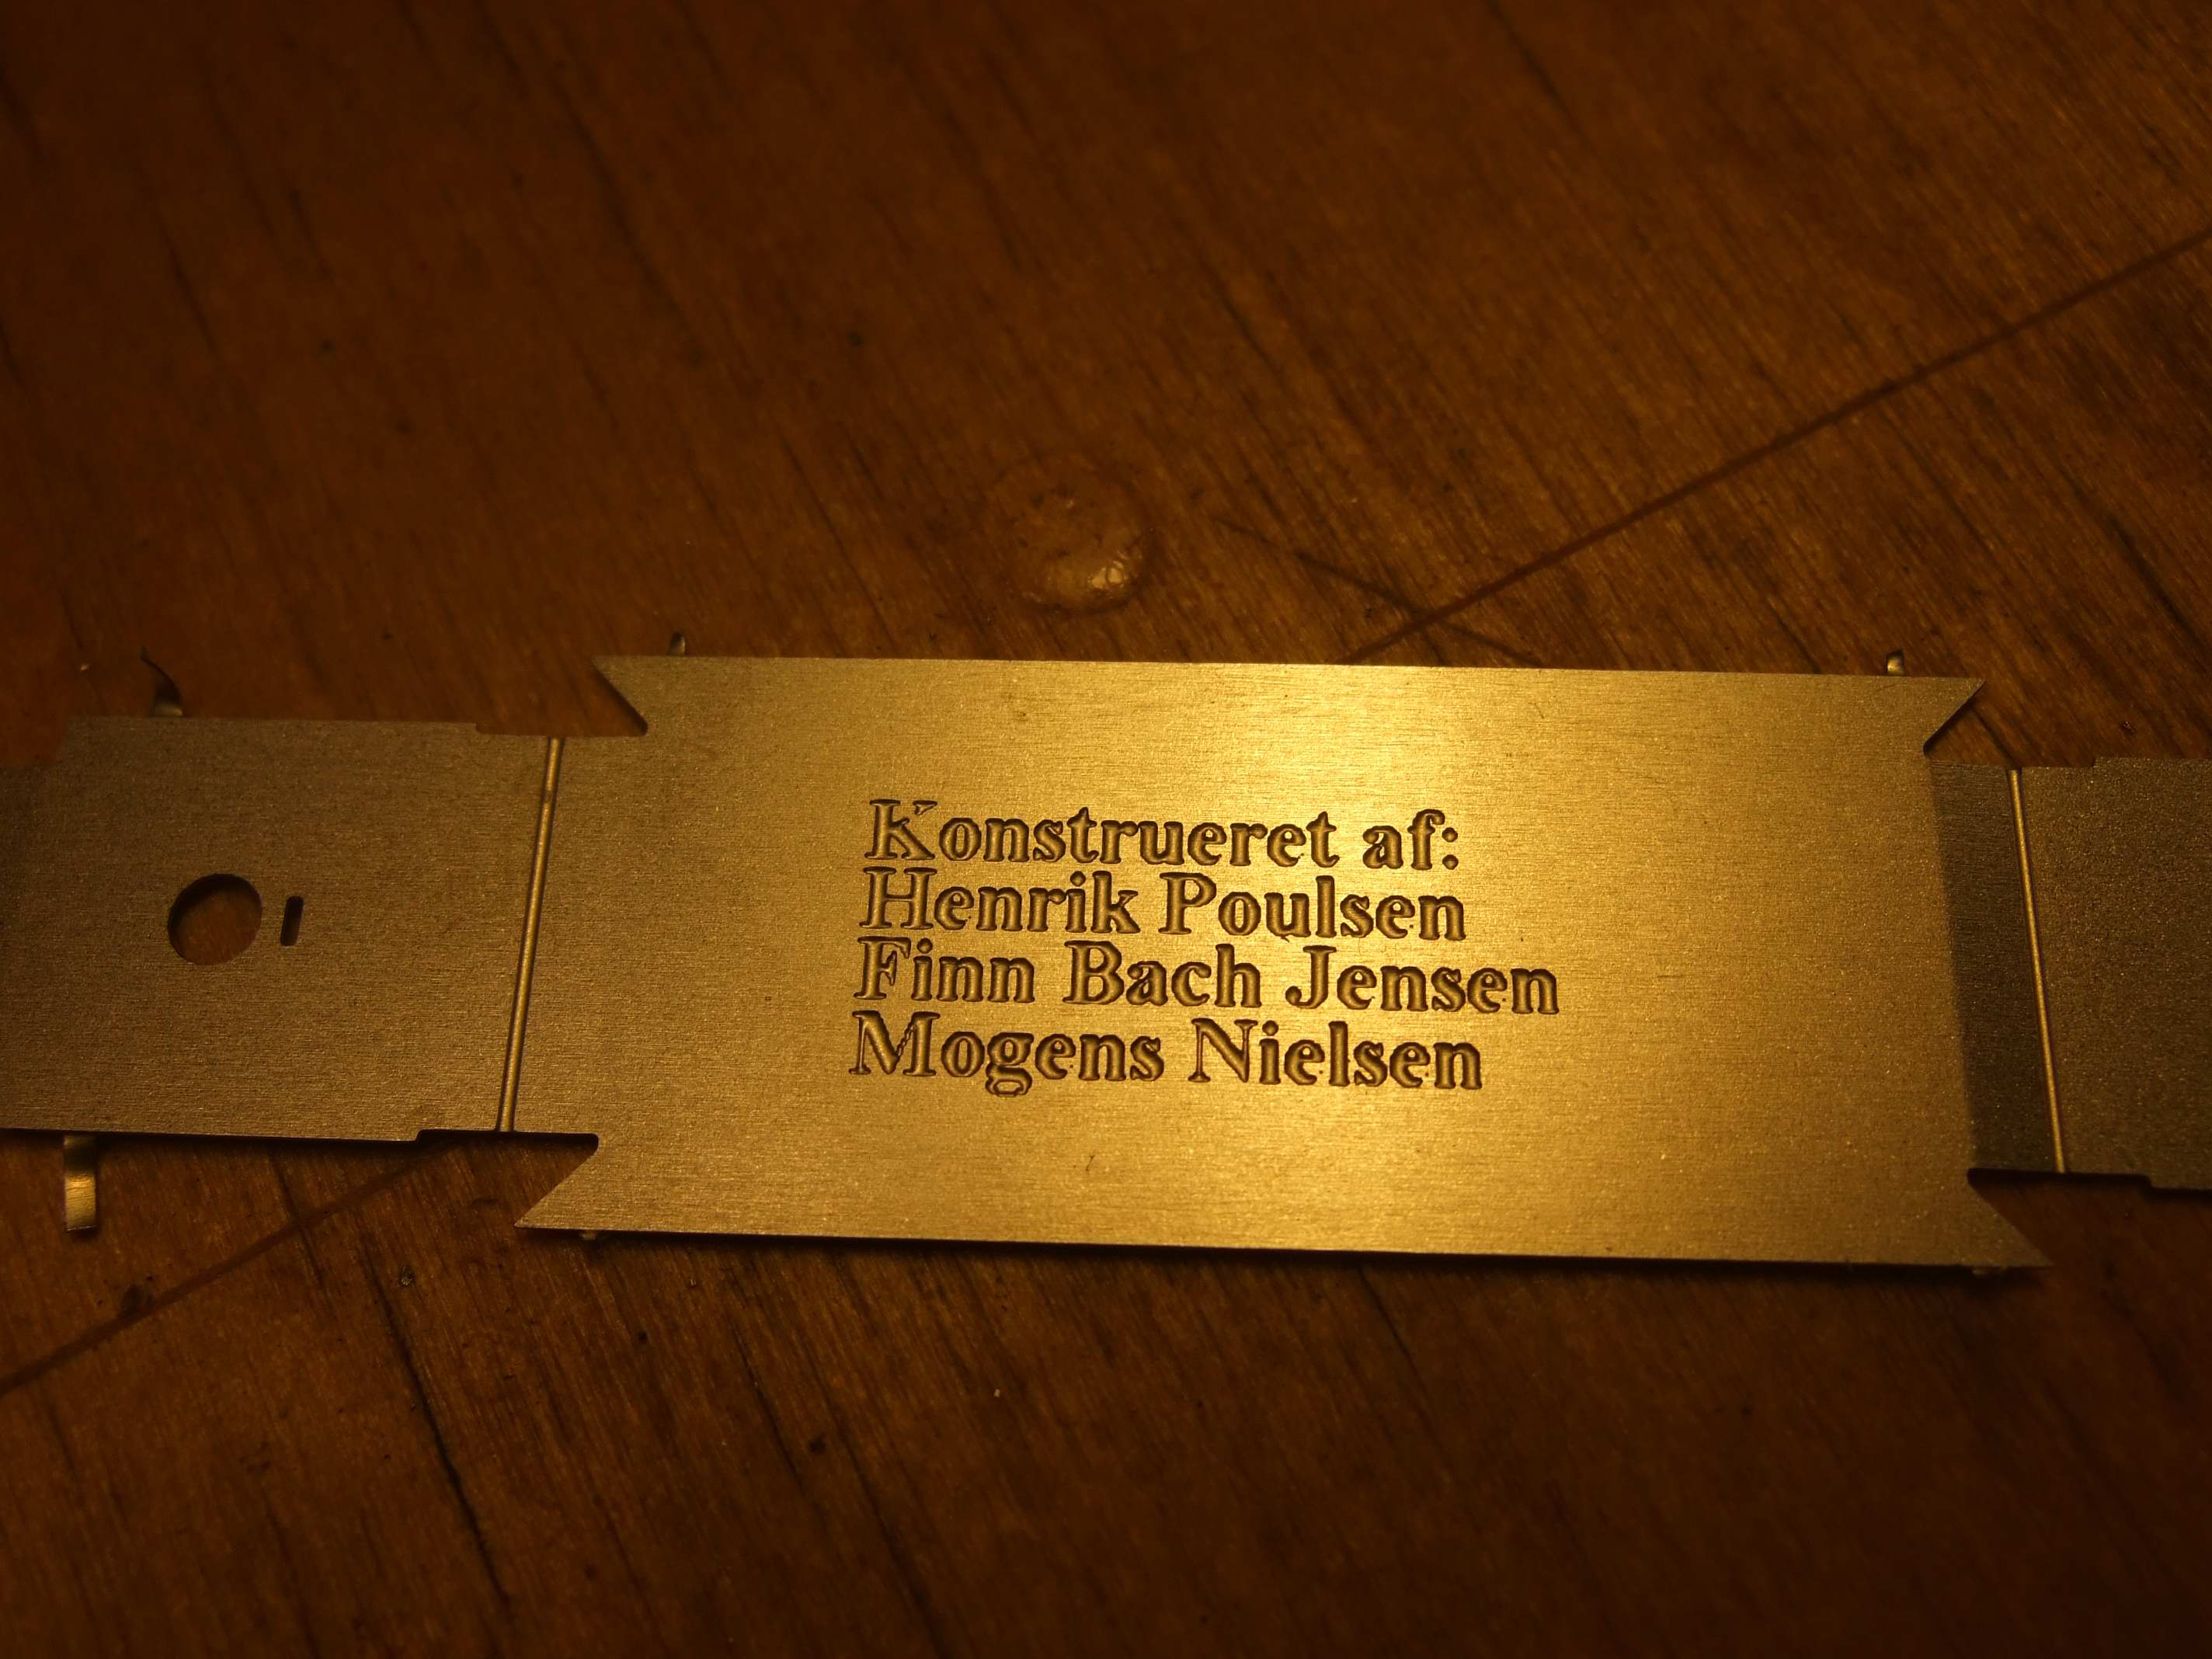 Konstrueret af:
Henrik Poulsen
Finn Bach Jensen
Mogens Nielsen